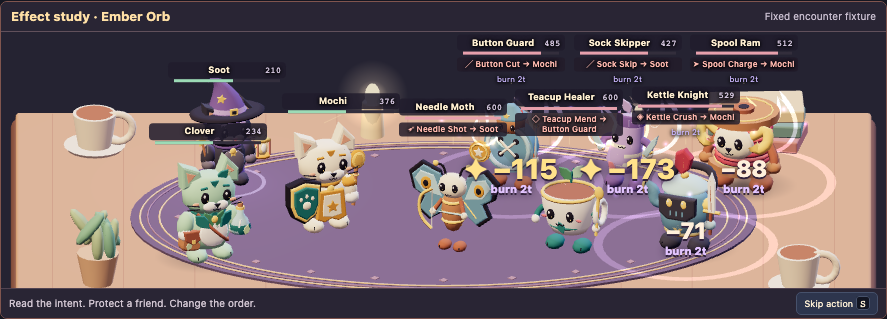 Effect study · Ember Orb
Fixed encounter fixture
Button Guard 485
Button Cut → Mochi
burn 2t
Sock Skipper 427
Sock Skip → Soot
burn 2t
Spool Ram 512
Spool Charge → Mochi
burn 2t
Soot 210
Mochi 376
Needle Moth 600
Needle Shot → Soot
Teacup Healer 600
Teacup Mend →
Button Guard
Kettle Knight 529
Kettle Crush → Mochi
burn 2t
Clover 234
−115
burn 2t
−173
burn 2t
−88
burn 2t
−71
burn 2t
Read the intent. Protect a friend. Change the order.
Skip action S